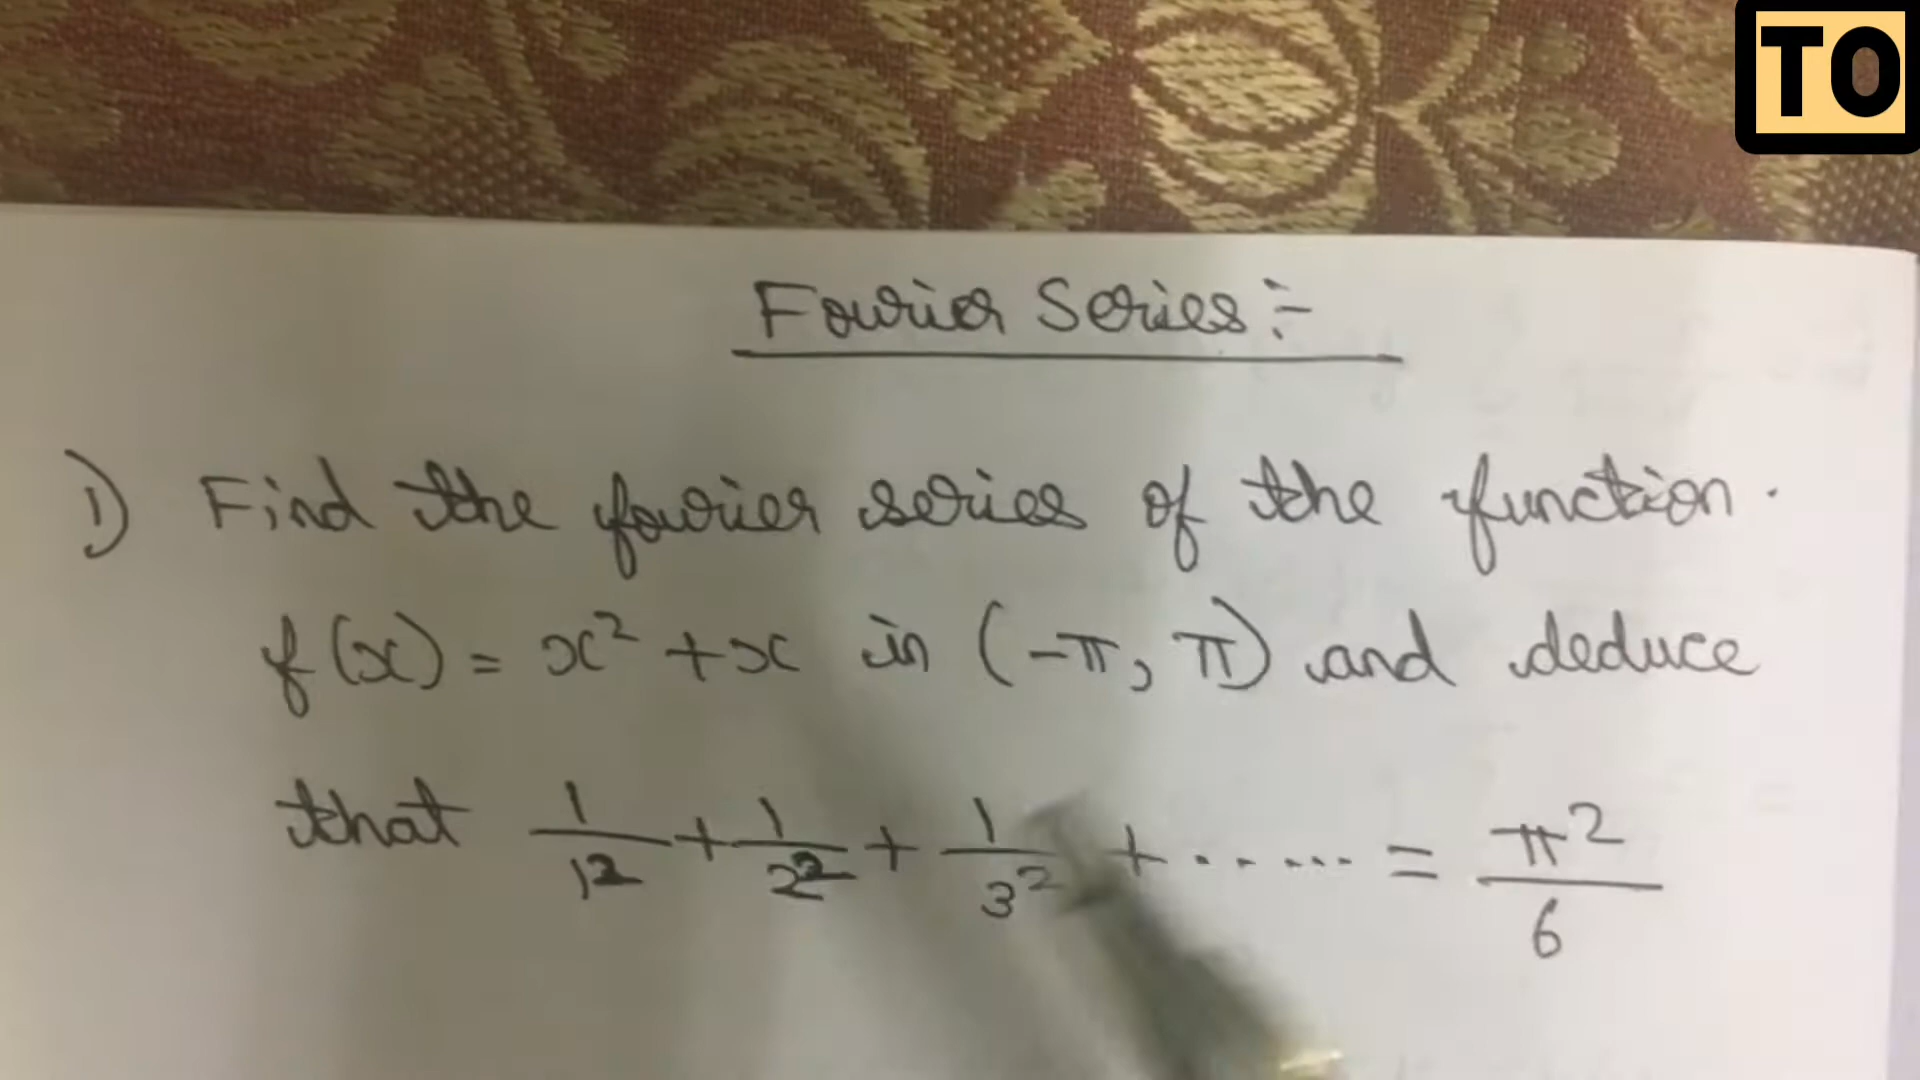 TO
Fourier Series :-
1) Find the fourier series of the function.
f(x) = x² + x in (-π, π) and deduce
that 1/1² + 1/2² + 1/3² + ...... = π²/6